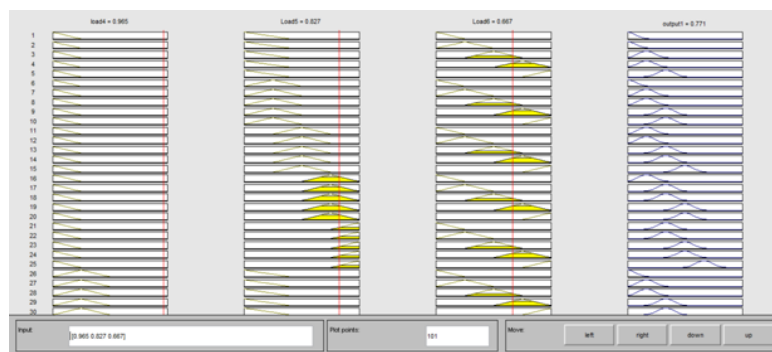 load4 = 0.965
Load5 = 0.827
Load6 = 0.667
output1 = 0.771
1
2
3
4
5
6
7
8
9
10
11
12
13
14
15
16
17
18
19
20
21
22
23
24
25
26
27
28
29
30
Input:
[0.965 0.827 0.667]
Plot points:
101
Move:
left
right
down
up